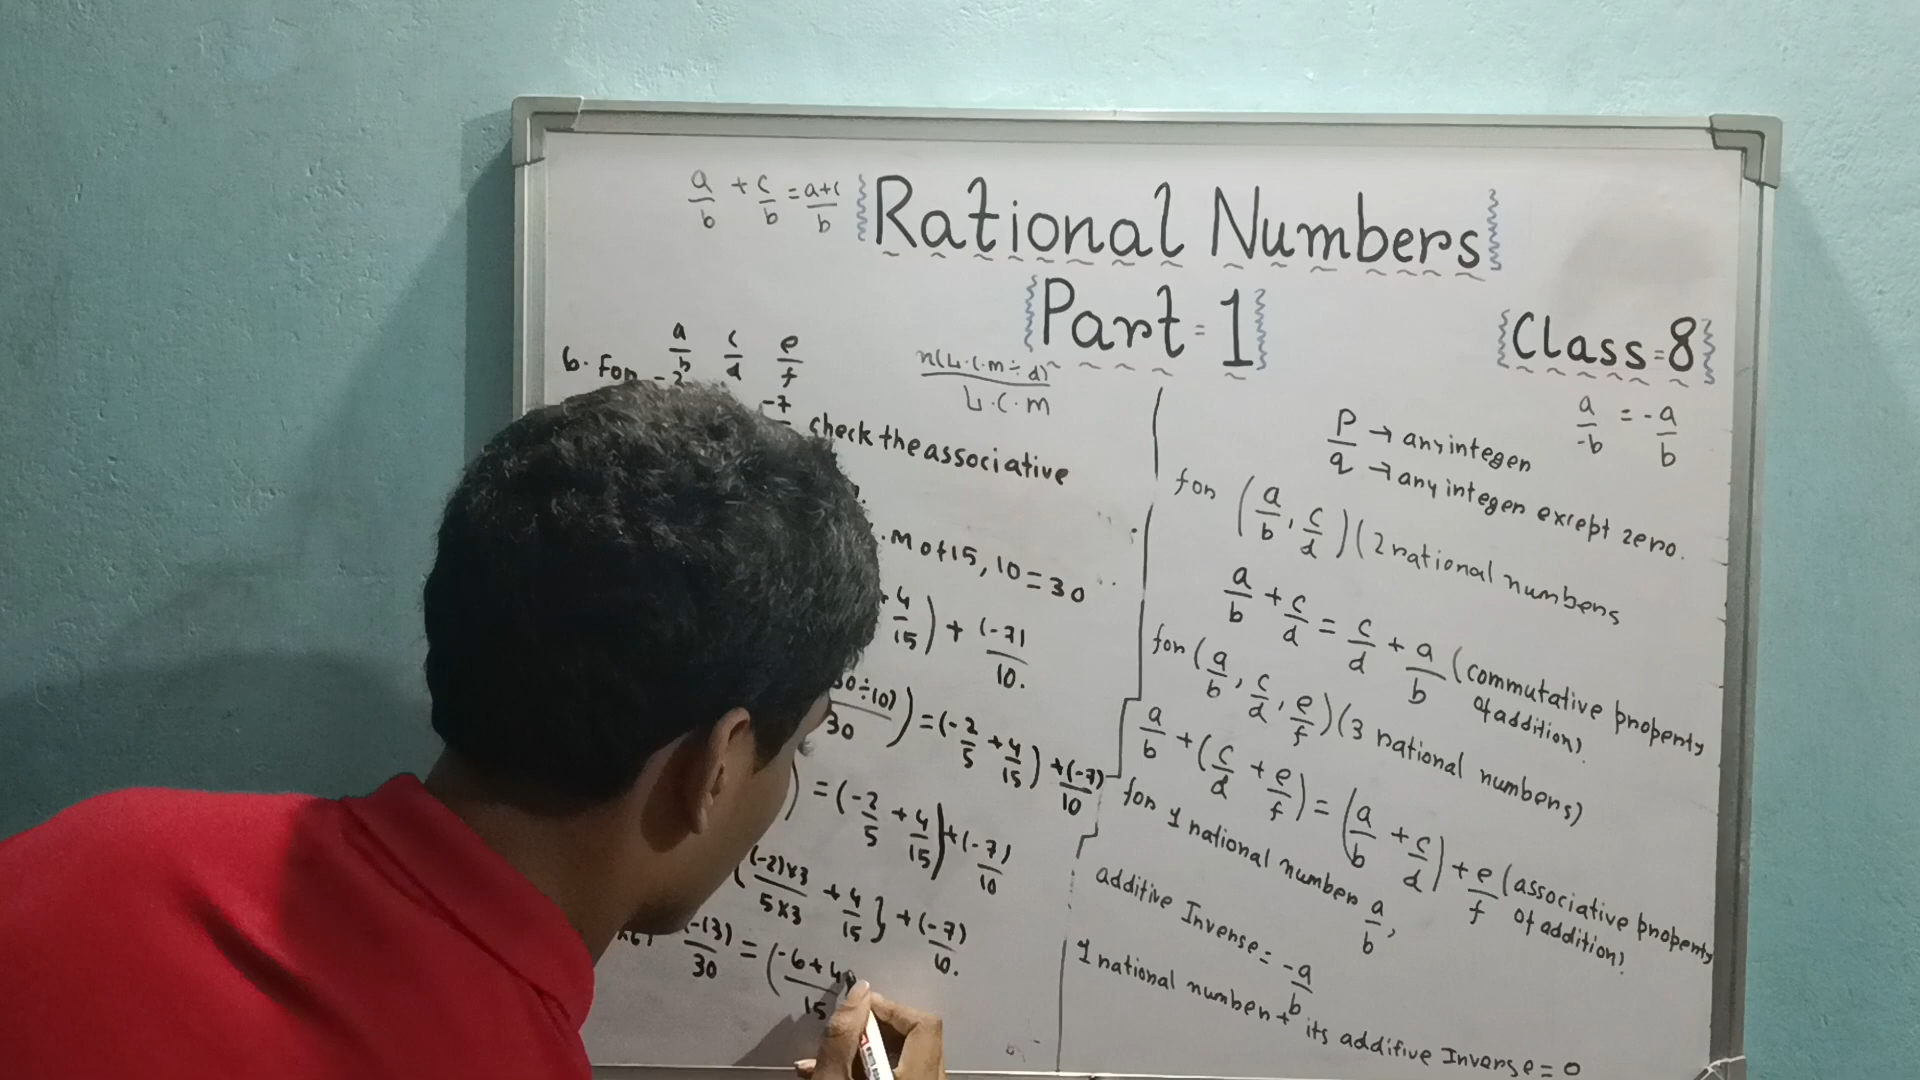 a/b + c/b = a+c/b
Rational Numbers
Part = 1
Class = 8
6. For
a/b c/d e/f
-2
-7
check the associative
n(L.C.m ÷ d)/L.C.m
.M of 15, 10 = 30
+ 4/15) + (-7)/10.
30÷10)/30) = (-2/5 + 4/15) + (-7)/10
) = (-2/5 + 4/15) + (-7)/10
((-2)×3/5×3 + 4/15} + (-7)/10.
(-13)/30 = (-6+4/15
P/q → any integer
→ any integer except zero.
a/-b = -a/b
for (a/b, c/d) (2 rational numbers
a/b + c/d = c/d + a/b (commutative property
of addition)
for (a/b, c/d, e/f) (3 rational numbers)
a/b + (c/d + e/f) = (a/b + c/d) + e/f (associative property
of addition)
for 1 rational number a/b,
additive Inverse = -a/b
1 rational number + its additive Inverse = 0